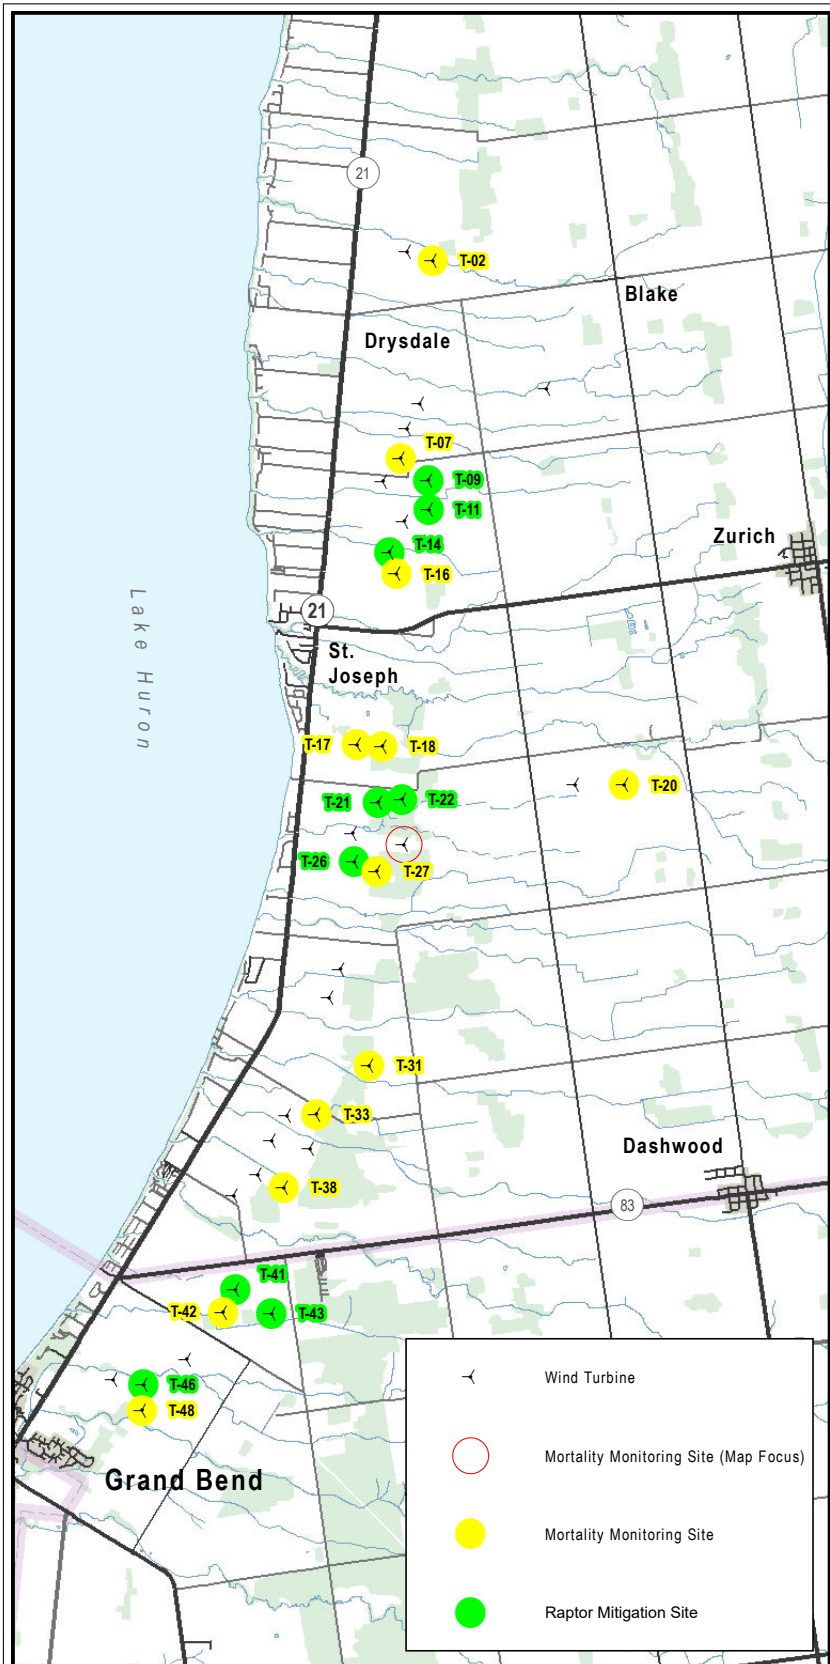 21
T-02
Blake
Drysdale
T-07
T-09
T-11
Zurich
T-14
T-16
Lake Huron
21
St.
Joseph
T-17
T-18
T-20
T-21
T-22
T-26
T-27
T-31
T-33
Dashwood
T-38
83
T-41
T-42
T-43
T-46
T-48
Grand Bend
Wind Turbine
Mortality Monitoring Site (Map Focus)
Mortality Monitoring Site
Raptor Mitigation Site